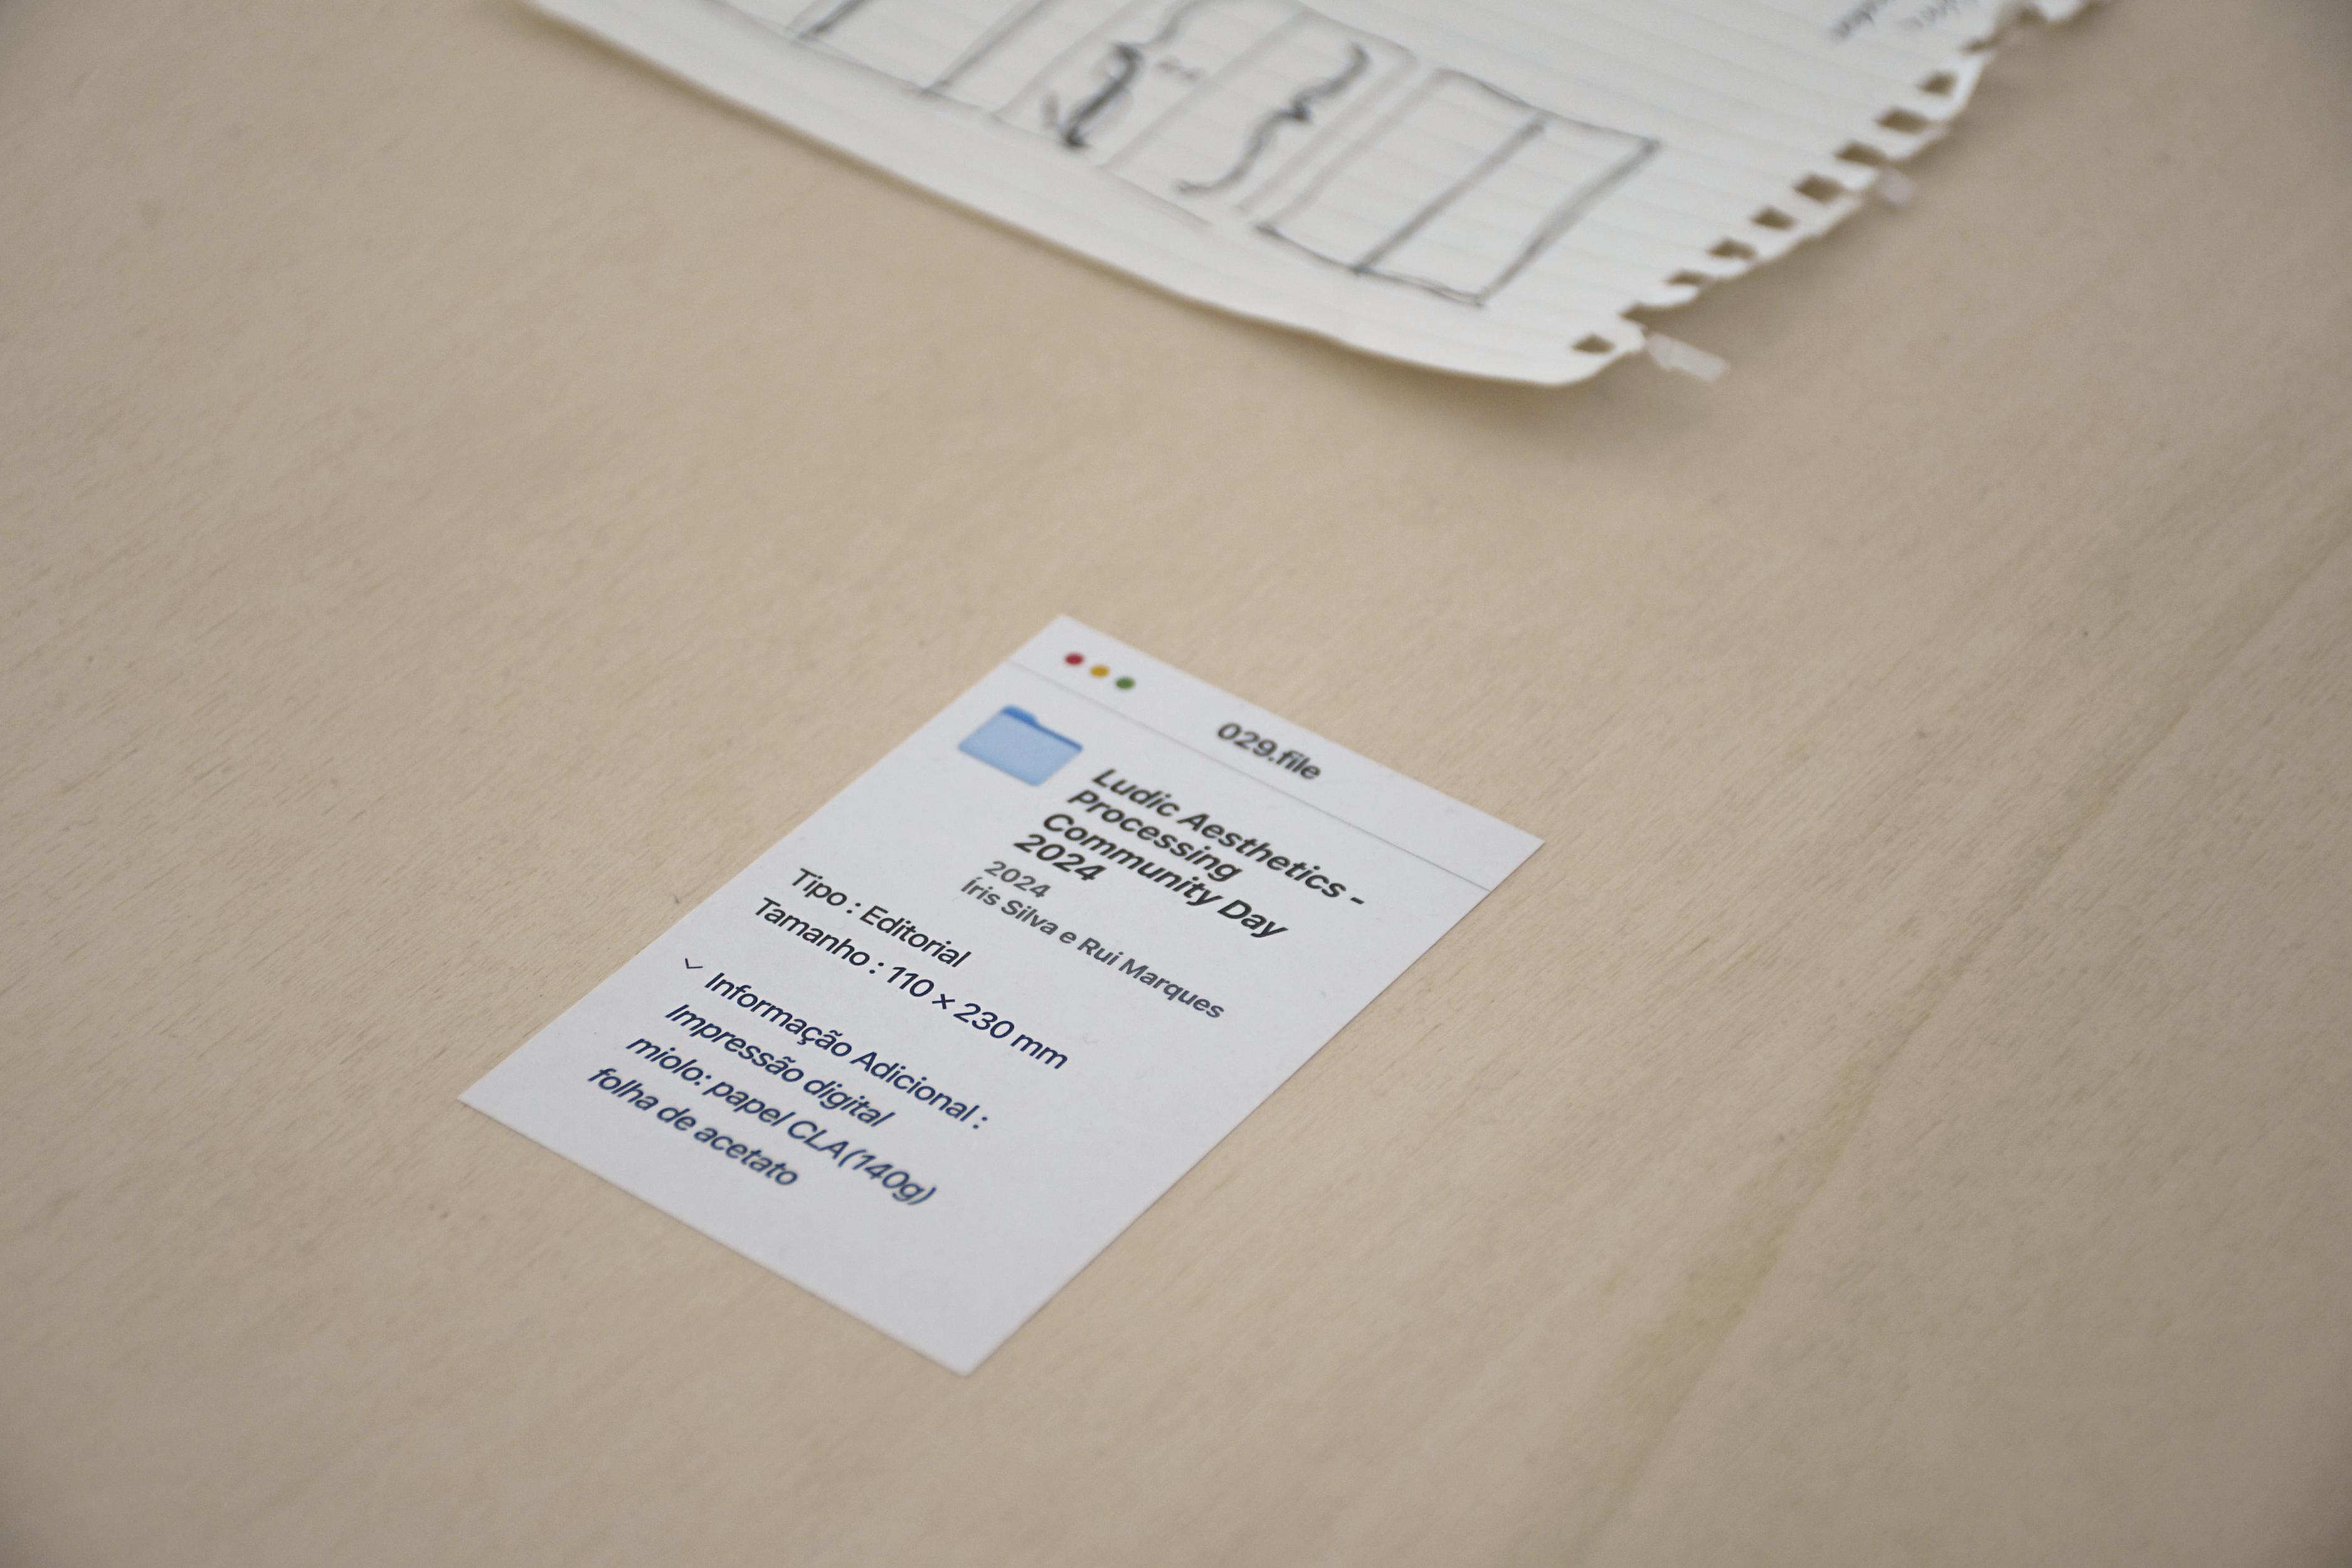 029.file
Ludic Aesthetics -
Processing
Community Day
2024
2024
Íris Silva e Rui Marques
Tipo : Editorial
Tamanho : 110 × 230 mm
Informação Adicional :
Impressão digital
miolo: papel CLA(140g)
folha de acetato